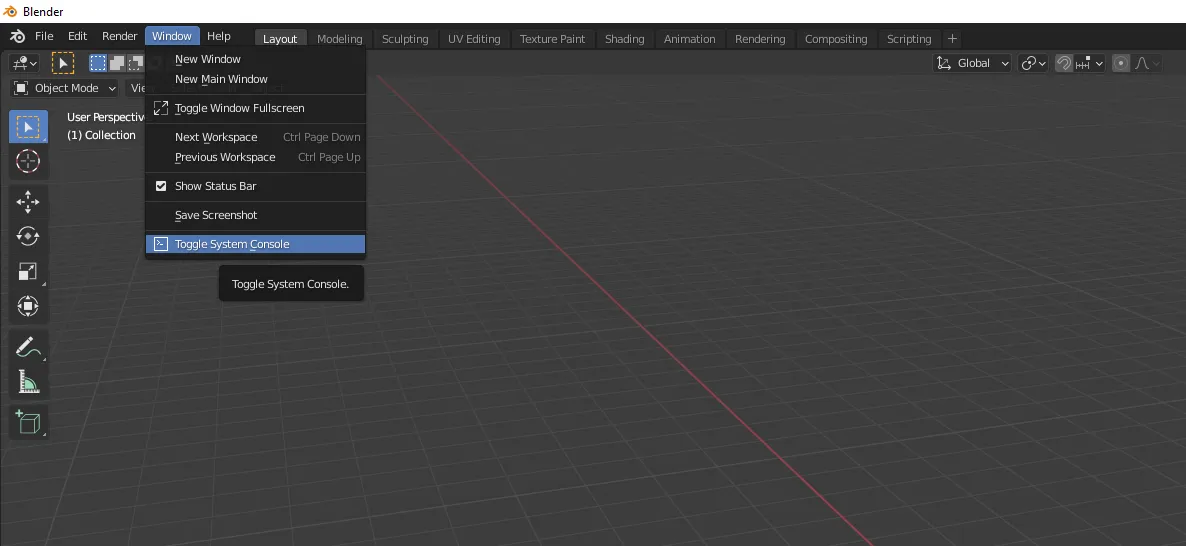 Blender
File Edit Render Window Help Layout Modeling Sculpting UV Editing Texture Paint Shading Animation Rendering Compositing Scripting +
Global
Object Mode
User Perspective
(1) Collection
New Window
New Main Window
Toggle Window Fullscreen
Next Workspace Ctrl Page Down
Previous Workspace Ctrl Page Up
Show Status Bar
Save Screenshot
Toggle System Console
Toggle System Console.